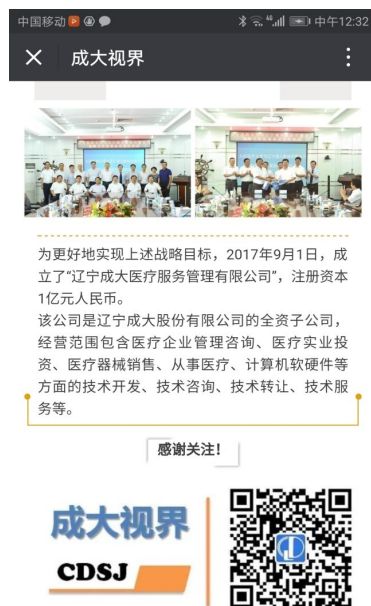 中国移动
中午12:32
成大视界
为更好地实现上述战略目标，2017年9月1日，成
立了“辽宁成大医疗服务管理有限公司”，注册资本
1亿元人民币。
该公司是辽宁成大股份有限公司的全资子公司，
经营范围包含医疗企业管理咨询、医疗实业投
资、医疗器械销售、从事医疗、计算机软硬件等
方面的技术开发、技术咨询、技术转让、技术服
务等。
感谢关注！
成大视界
CDSJ